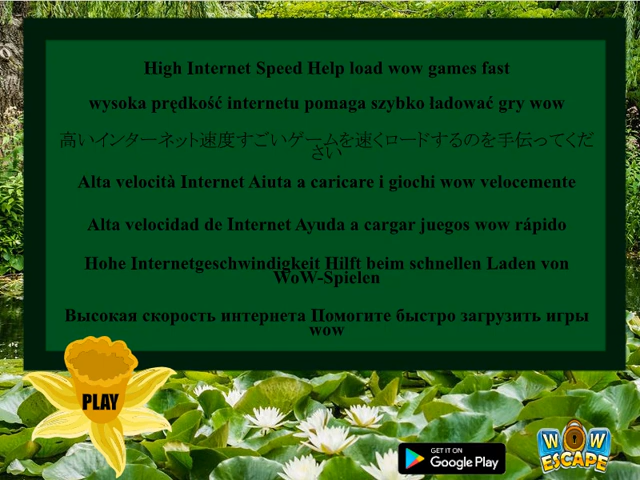 High Internet Speed Help load wow games fast
wysoka prędkość internetu pomaga szybko ładować gry wow
高いインターネット速度すごいゲームを速くロードするのを手伝ってくだ
さい
Alta velocità Internet Aiuta a caricare i giochi wow velocemente
Alta velocidad de Internet Ayuda a cargar juegos wow rápido
Hohe Internetgeschwindigkeit Hilft beim schnellen Laden von
WoW-Spielen
Высокая скорость интернета Помогите быстро загрузить игры
wow
PLAY
GET IT ON
Google Play
WOW
ESCAPE